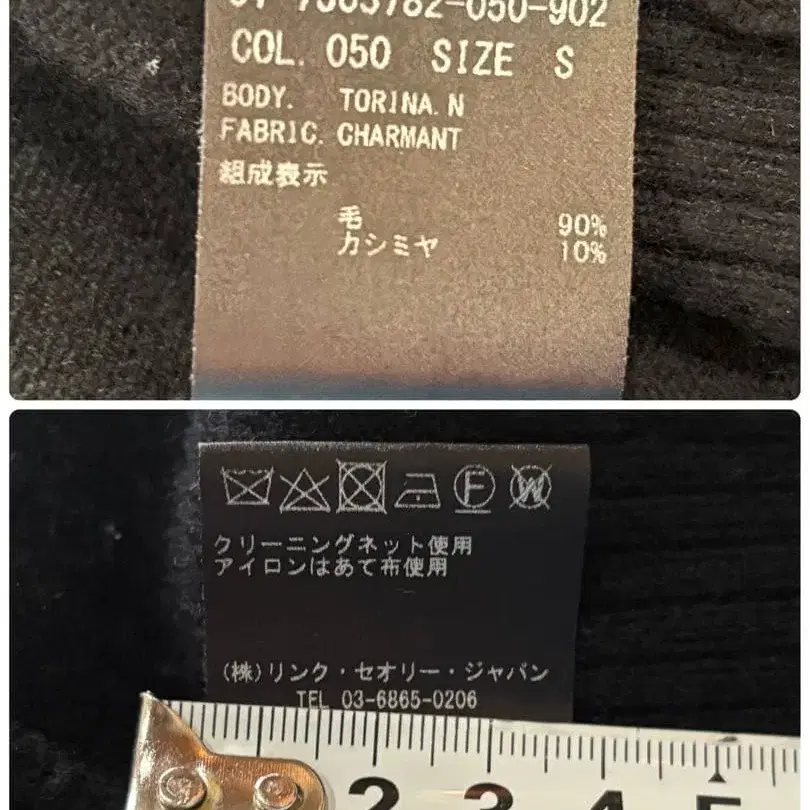 COL. 050 SIZE S
BODY. TORINA.N
FABRIC. CHARMANT
組成表示
毛 90%
カシミヤ 10%
F W
クリーニングネット使用
アイロンはあて布使用
(株)リンク・セオリー・ジャパン
TEL 03-6865-0206
2 3 4 5